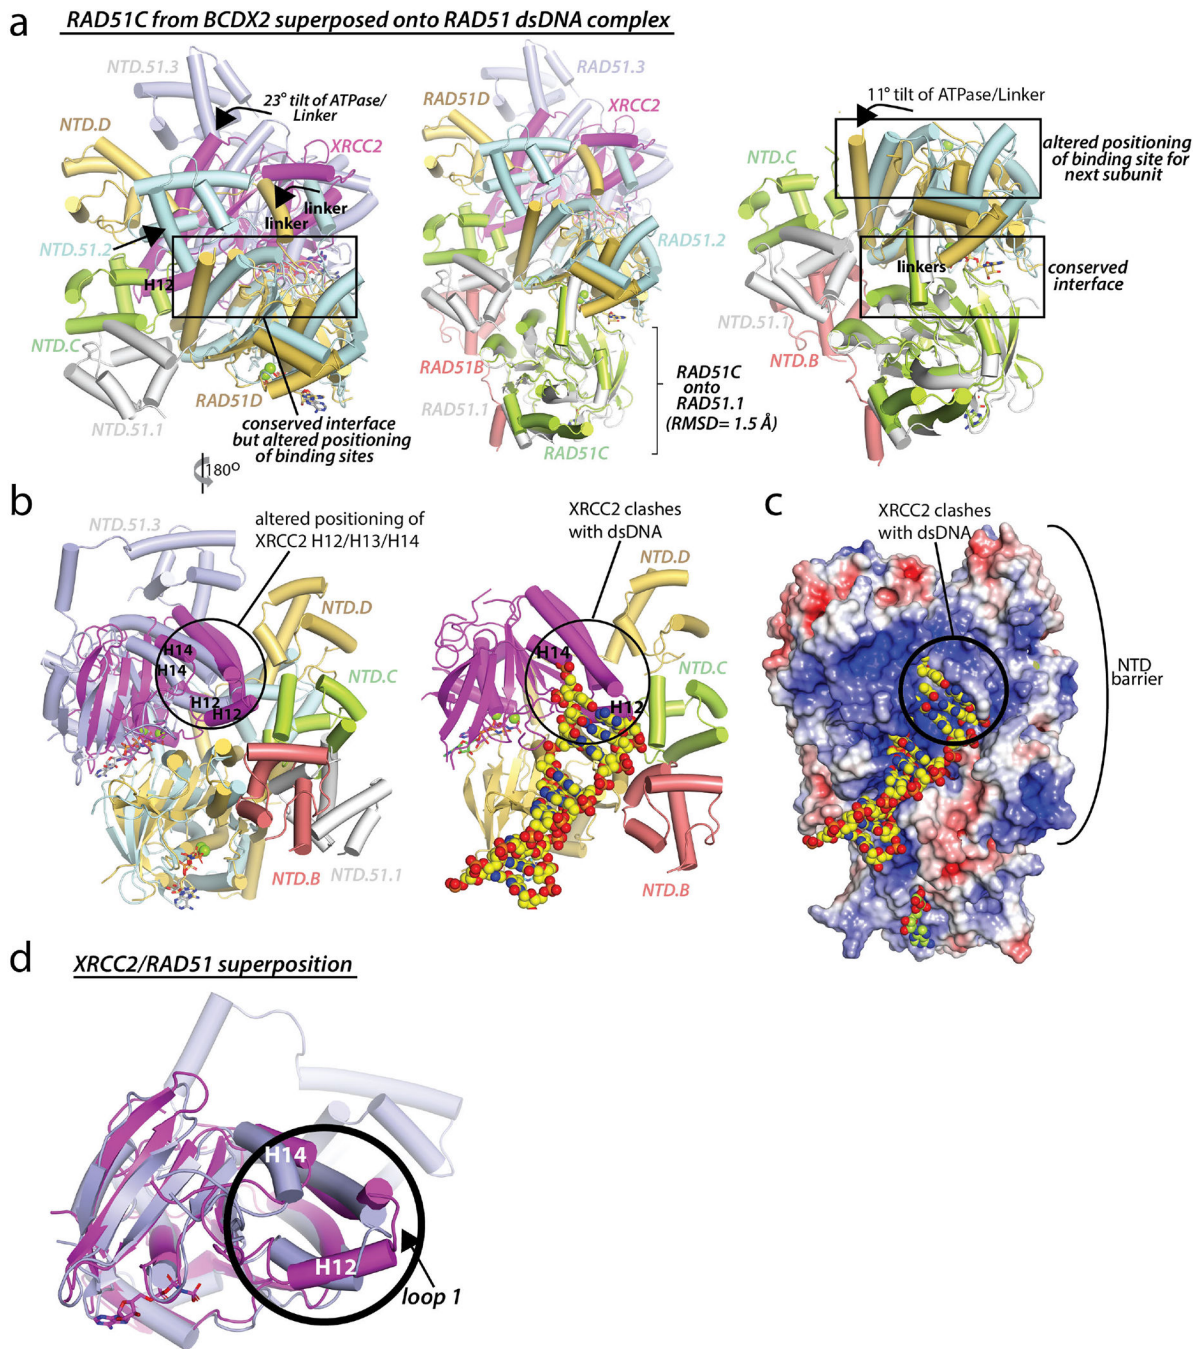 a
RAD51C from BCDX2 superposed onto RAD51 dsDNA complex
NTD.51.3
23° tilt of ATPase/
Linker
NTD.D
XRCC2
linker
linker
NTD.51.2
H12
NTD.C
RAD51D
NTD.51.1
conserved interface
but altered positioning
of binding sites
180°
RAD51.3
RAD51D
XRCC2
RAD51.2
RAD51B
RAD51.1
RAD51C
RAD51C
onto
RAD51.1
(RMSD= 1.5 Å)
11° tilt of ATPase/Linker
altered positioning
of binding site for
next subunit
NTD.C
linkers
conserved
interface
NTD.51.1
NTD.B
b
NTD.51.3
altered positioning of
XRCC2 H12/H13/H14
NTD.D
H14
H14
H12
H12
NTD.C
NTD.B
NTD.51.1
XRCC2 clashes
with dsDNA
NTD.D
H14
NTD.C
H12
NTD.B
c
XRCC2 clashes
with dsDNA
NTD
barrier
d
XRCC2/RAD51 superposition
H14
H12
loop 1